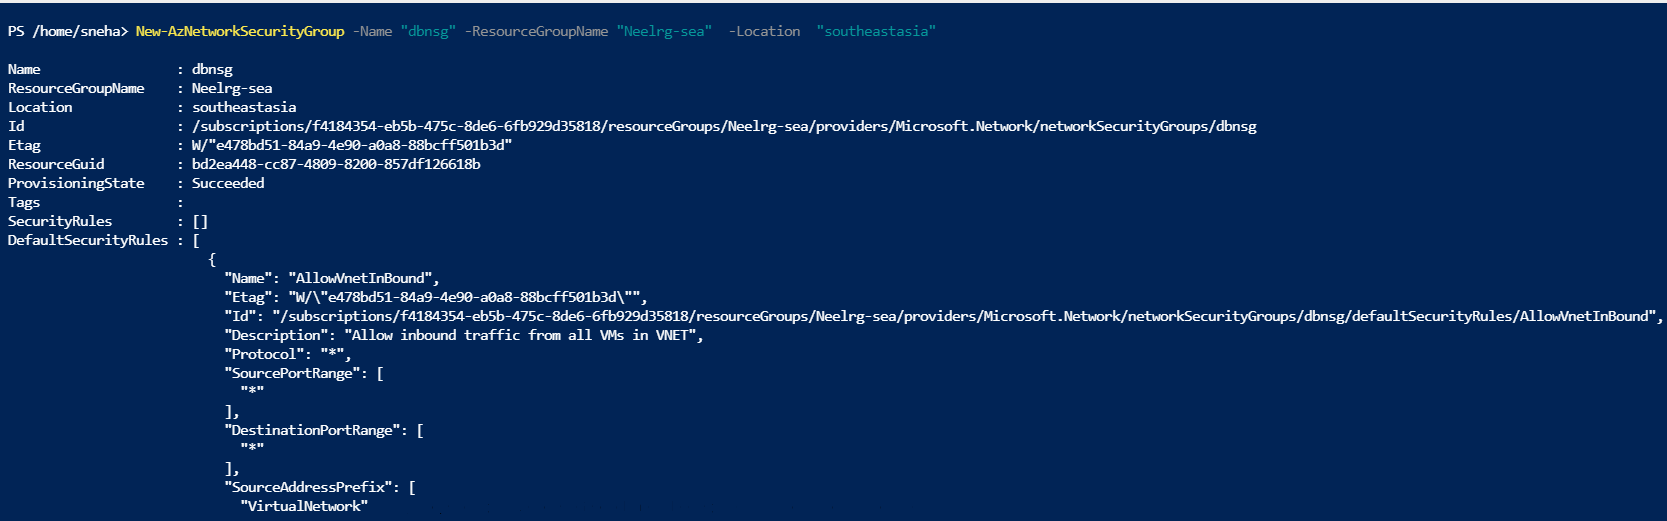 PS /home/sneha> New-AzNetworkSecurityGroup -Name "dbnsg" -ResourceGroupName "Neelrg-sea"  -Location  "southeastasia"
Name                 : dbnsg
ResourceGroupName    : Neelrg-sea
Location             : southeastasia
Id                   : /subscriptions/f4184354-eb5b-475c-8de6-6fb929d35818/resourceGroups/Neelrg-sea/providers/Microsoft.Network/networkSecurityGroups/dbnsg
Etag                 : W/"e478bd51-84a9-4e90-a0a8-88bcff501b3d"
ResourceGuid         : bd2ea448-cc87-4809-8200-857df126618b
ProvisioningState    : Succeeded
Tags                 :
SecurityRules        : []
DefaultSecurityRules : [
                         {
                           "Name": "AllowVnetInBound",
                           "Etag": "W/\"e478bd51-84a9-4e90-a0a8-88bcff501b3d\"",
                           "Id": "/subscriptions/f4184354-eb5b-475c-8de6-6fb929d35818/resourceGroups/Neelrg-sea/providers/Microsoft.Network/networkSecurityGroups/dbnsg/defaultSecurityRules/AllowVnetInBound",
                           "Description": "Allow inbound traffic from all VMs in VNET",
                           "Protocol": "*",
                           "SourcePortRange": [
                             "*"
                           ],
                           "DestinationPortRange": [
                             "*"
                           ],
                           "SourceAddressPrefix": [
                             "VirtualNetwork"